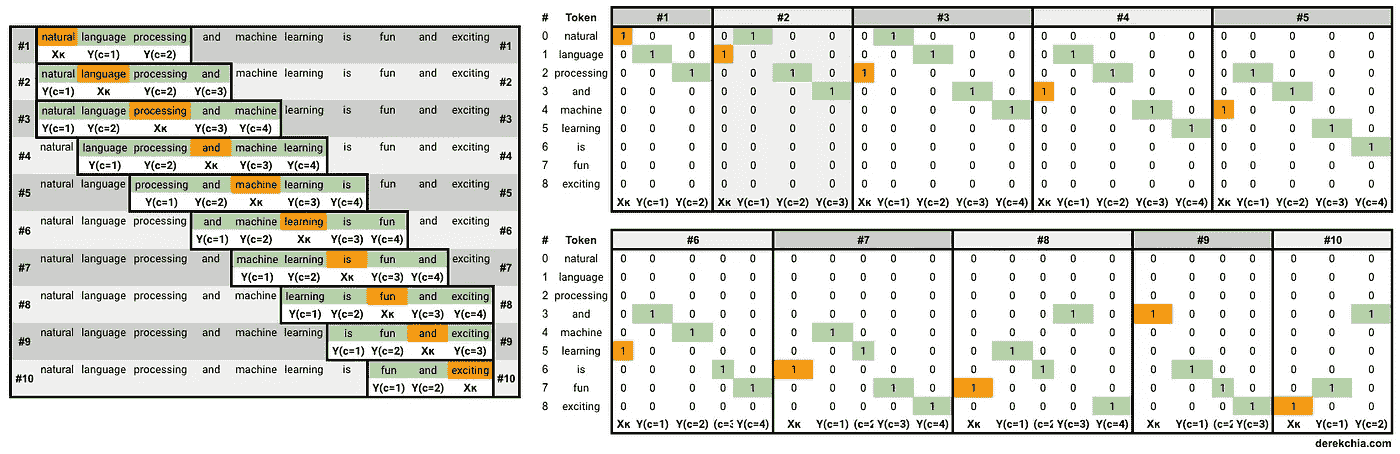 #1 natural language processing and machine learning is fun and exciting #1
Xĸ Y(c=1) Y(c=2)
#2 natural language processing and machine learning is fun and exciting #2
Y(c=1) Xĸ Y(c=2) Y(c=3)
#3 natural language processing and machine learning is fun and exciting #3
Y(c=1) Y(c=2) Xĸ Y(c=3) Y(c=4)
#4 natural language processing and machine learning is fun and exciting #4
Y(c=1) Y(c=2) Xĸ Y(c=3) Y(c=4)
#5 natural language processing and machine learning is fun and exciting #5
Y(c=1) Y(c=2) Xĸ Y(c=3) Y(c=4)
#6 natural language processing and machine learning is fun and exciting #6
Y(c=1) Y(c=2) Xĸ Y(c=3) Y(c=4)
#7 natural language processing and machine learning is fun and exciting #7
Y(c=1) Y(c=2) Xĸ Y(c=3) Y(c=4)
#8 natural language processing and machine learning is fun and exciting #8
Y(c=1) Y(c=2) Xĸ Y(c=3) Y(c=4)
#9 natural language processing and machine learning is fun and exciting #9
Y(c=1) Y(c=2) Xĸ Y(c=3)
#10 natural language processing and machine learning is fun and exciting #10
Y(c=1) Y(c=2) Xĸ
# Token #1 #2 #3 #4 #5
0 natural 1 0 0 0 1 0 0 0 1 0 0 0 0 0 0 0 0 0 0 0 0 0
1 language 0 1 0 1 0 0 0 0 0 1 0 0 0 1 0 0 0 0 0 0 0 0
2 processing 0 0 1 0 0 1 0 1 0 0 0 0 0 0 1 0 0 0 1 0 0 0
3 and 0 0 0 0 0 0 1 0 0 0 1 0 1 0 0 0 0 0 0 1 0 0
4 machine 0 0 0 0 0 0 0 0 0 0 0 1 0 0 0 1 0 1 0 0 0 0
5 learning 0 0 0 0 0 0 0 0 0 0 0 0 0 0 0 0 1 0 0 0 1 0
6 is 0 0 0 0 0 0 0 0 0 0 0 0 0 0 0 0 0 0 0 0 0 1
7 fun 0 0 0 0 0 0 0 0 0 0 0 0 0 0 0 0 0 0 0 0 0 0
8 exciting 0 0 0 0 0 0 0 0 0 0 0 0 0 0 0 0 0 0 0 0 0 0
Xĸ Y(c=1) Y(c=2) Xĸ Y(c=1) Y(c=2) Y(c=3) Xĸ Y(c=1) Y(c=2) Y(c=3) Y(c=4) Xĸ Y(c=1) Y(c=2) Y(c=3) Y(c=4) Xĸ Y(c=1) Y(c=2) Y(c=3) Y(c=4)
# Token #6 #7 #8 #9 #10
0 natural 0 0 0 0 0 0 0 0 0 0 0 0 0 0 0 0 0 0 0 0 0 0
1 language 0 0 0 0 0 0 0 0 0 0 0 0 0 0 0 0 0 0 0 0 0 0
2 processing 0 0 0 0 0 0 0 0 0 0 0 0 0 0 0 0 0 0 0 0 0 0
3 and 0 1 0 0 0 0 0 0 0 0 0 0 0 1 0 1 0 0 0 0 0 1
4 machine 0 0 1 0 0 0 1 0 0 0 0 0 0 0 0 0 0 0 0 0 0 0
5 learning 1 0 0 0 0 0 0 1 0 0 0 1 0 0 0 0 0 0 0 0 0 0
6 is 0 0 0 1 0 1 0 0 0 0 0 0 1 0 0 0 1 0 0 0 0 0
7 fun 0 0 0 0 1 0 0 0 1 0 1 0 0 0 0 0 0 1 0 0 1 0
8 exciting 0 0 0 0 0 0 0 0 0 1 0 0 0 0 1 0 0 0 1 1 0 0
Xĸ Y(c=1) Y(c=2) (c=3 Y(c=4) Xĸ Y(c=1) (c=2 Y(c=3) Y(c=4) Xĸ Y(c=1) (c=2 Y(c=3) Y(c=4) Xĸ Y(c=1) (c=2 Y(c=3) Xĸ Y(c=1) Y(c=2)
derekchia.com